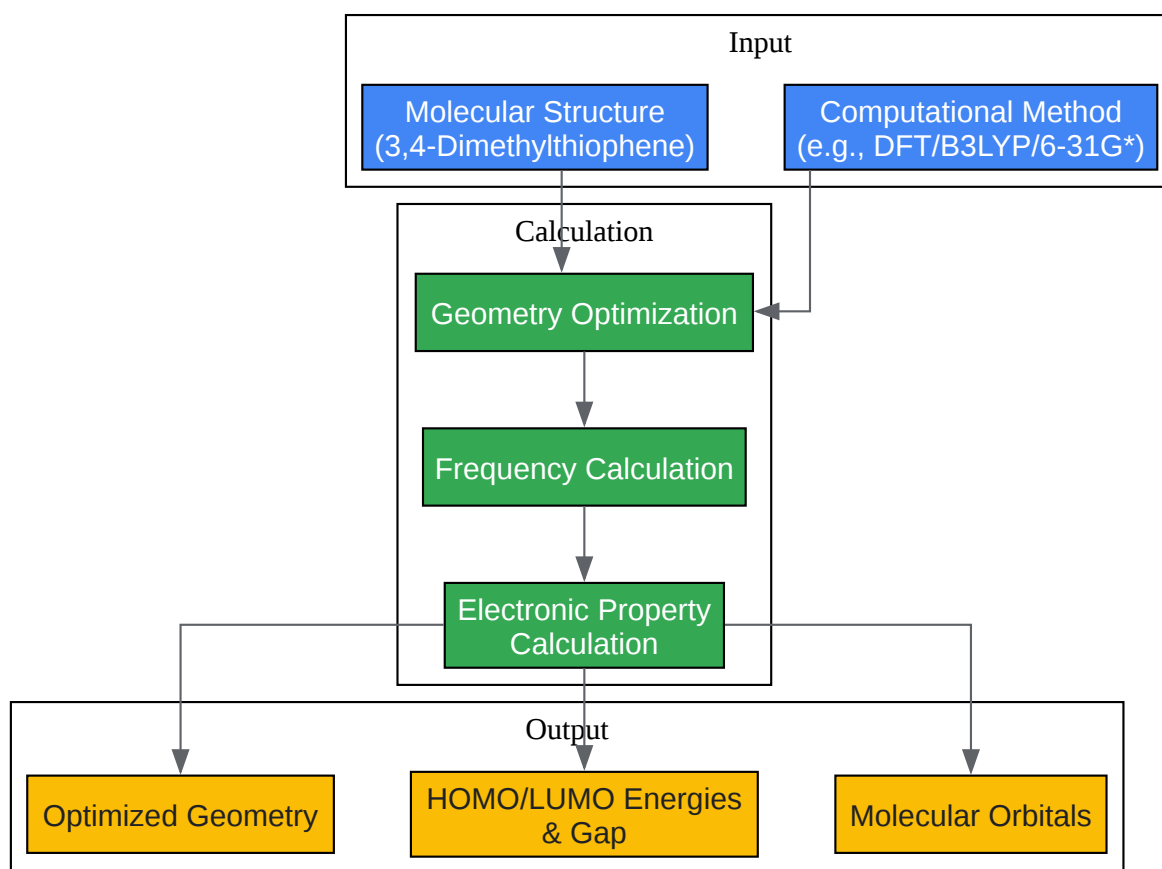 Input
Molecular Structure
(3,4-Dimethylthiophene)
Computational Method
(e.g., DFT/B3LYP/6-31G*)
Calculation
Geometry Optimization
Frequency Calculation
Electronic Property
Calculation
Output
Optimized Geometry
HOMO/LUMO Energies
& Gap
Molecular Orbitals